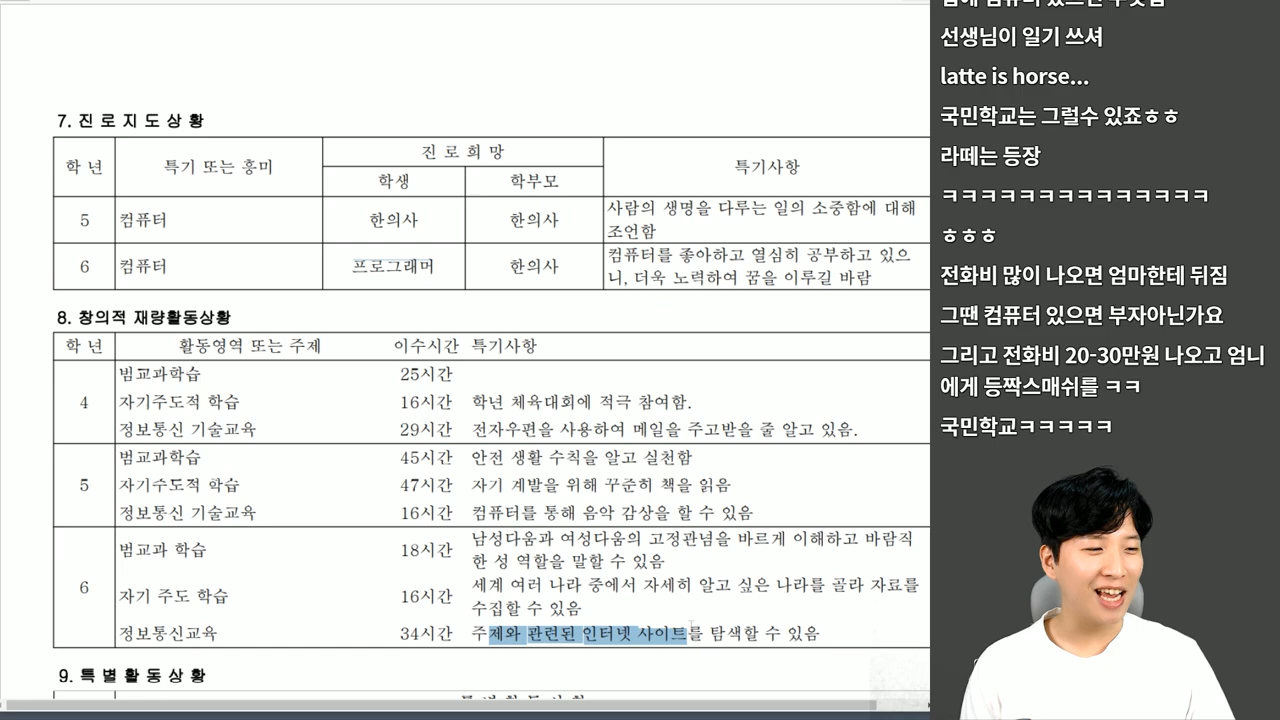 7. 진 로 지 도 상 황
학 년
특기 또는 흥미
진 로 희 망
학생
학부모
특기사항
5
컴퓨터
한의사
한의사
사람의 생명을 다루는 일의 소중함에 대해
조언함
6
컴퓨터
프로그래머
한의사
컴퓨터를 좋아하고 열심히 공부하고 있으
니, 더욱 노력하여 꿈을 이루길 바람
8. 창의적 재량활동상황
학 년 활동영역 또는 주제 이수시간 특기사항
4
범교과학습 25시간
자기주도적 학습 16시간 학년 체육대회에 적극 참여함.
정보통신 기술교육 29시간 전자우편을 사용하여 메일을 주고받을 줄 알고 있음.
5
범교과학습 45시간 안전 생활 수칙을 알고 실천함
자기주도적 학습 47시간 자기 계발을 위해 꾸준히 책을 읽음
정보통신 기술교육 16시간 컴퓨터를 통해 음악 감상을 할 수 있음
6
범교과 학습 18시간 남성다움과 여성다움의 고정관념을 바르게 이해하고 바람직
한 성 역할을 말할 수 있음
자기 주도 학습 16시간 세계 여러 나라 중에서 자세히 알고 싶은 나라를 골라 자료를
수집할 수 있음
정보통신교육 34시간 주제와 관련된 인터넷 사이트를 탐색할 수 있음
9. 특 별 활 동 상 황
선생님이 일기 쓰셔
latte is horse...
국민학교는 그럴수 있죠ㅎㅎ
라떼는 등장
ㅋㅋㅋㅋㅋㅋㅋㅋㅋㅋㅋㅋㅋㅋ
ㅎㅎㅎ
전화비 많이 나오면 엄마한테 뒤짐
그땐 컴퓨터 있으면 부자아닌가요
그리고 전화비 20-30만원 나오고 엄니
에게 등짝스매쉬를 ㅋㅋ
국민학교ㅋㅋㅋㅋㅋ